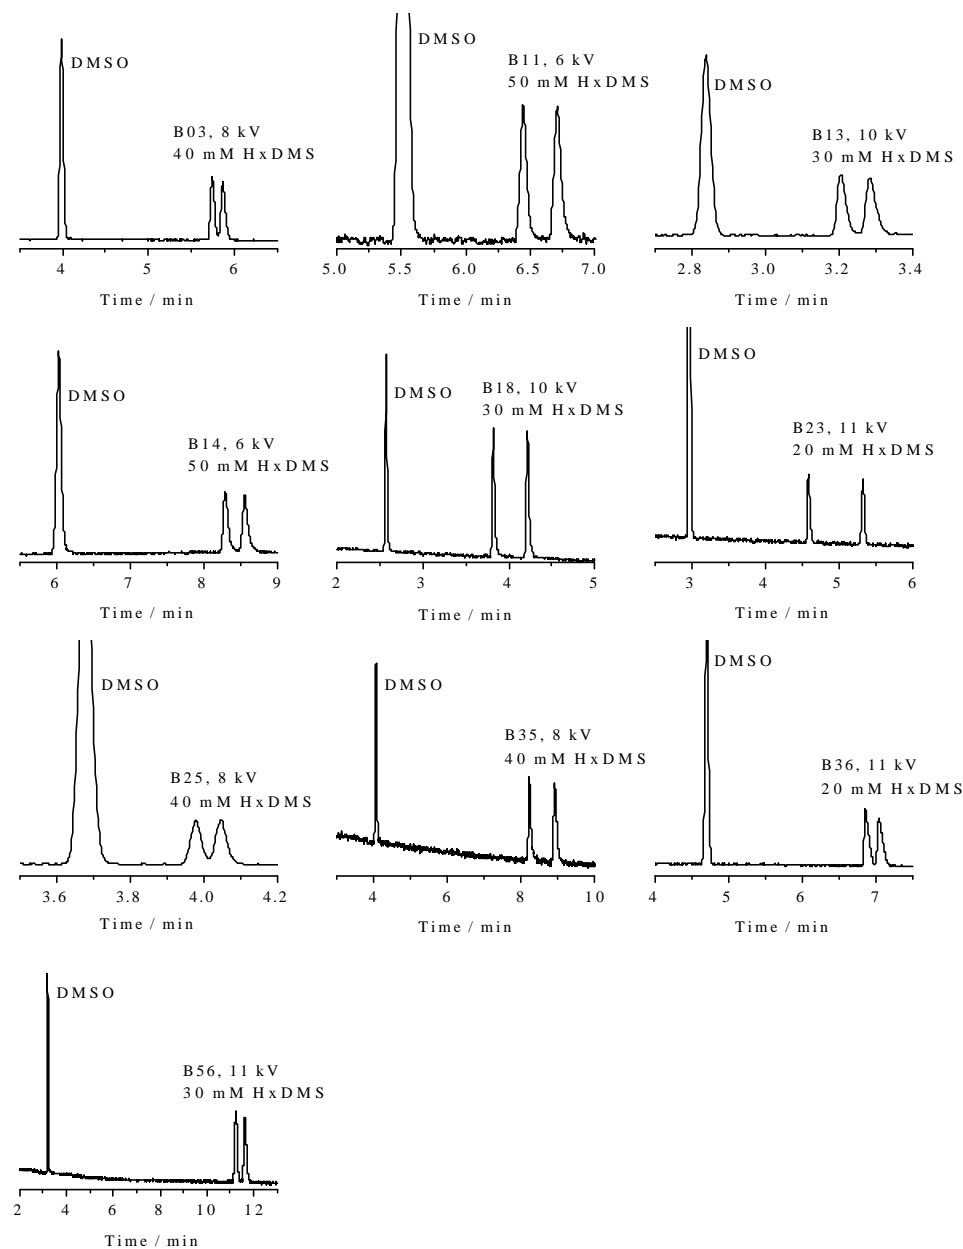 DMSO
B03, 8 kV
40 mM HxDMS
4 5 6
Time / min
DMSO
B11, 6 kV
50 mM HxDMS
5.0 5.5 6.0 6.5 7.0
Time / min
DMSO
B13, 10 kV
30 mM HxDMS
2.8 3.0 3.2 3.4
Time / min
DMSO
B14, 6 kV
50 mM HxDMS
6 7 8 9
Time / min
DMSO
B18, 10 kV
30 mM HxDMS
2 3 4 5
Time / min
DMSO
B23, 11 kV
20 mM HxDMS
3 4 5 6
Time / min
DMSO
B25, 8 kV
40 mM HxDMS
3.6 3.8 4.0 4.2
Time / min
DMSO
B35, 8 kV
40 mM HxDMS
4 6 8 10
Time / min
DMSO
B36, 11 kV
20 mM HxDMS
4 5 6 7
Time / min
DMSO
B56, 11 kV
30 mM HxDMS
2 4 6 8 10 12
Time / min